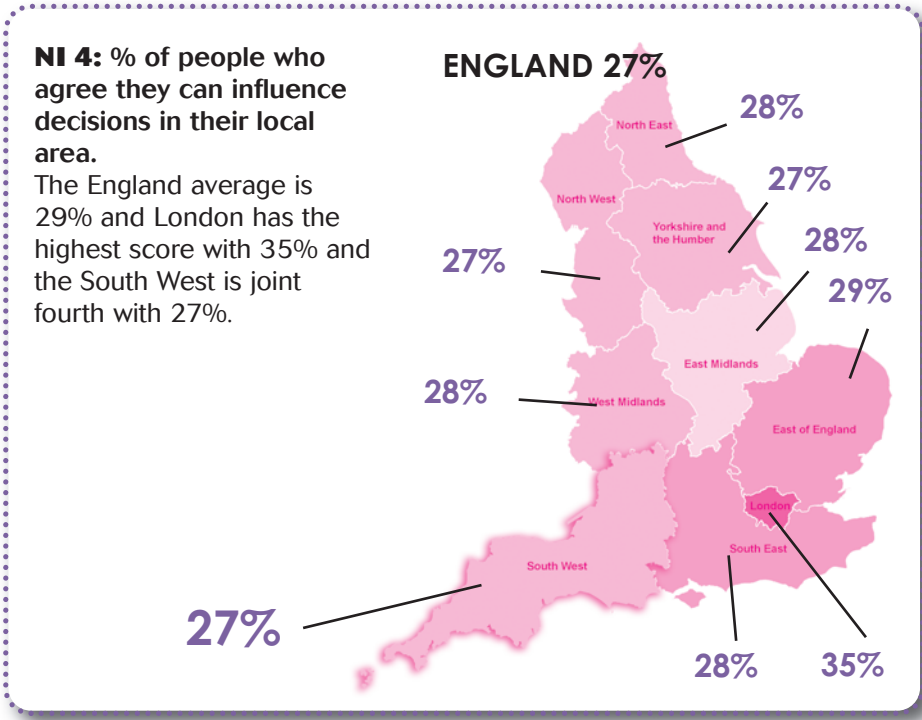 NI 4: % of people who
agree they can influence
decisions in their local
area.
The England average is
29% and London has the
highest score with 35% and
the South West is joint
fourth with 27%.
ENGLAND 27%
North East
28%
North West
27%
Yorkshire and
the Humber
27%
28%
29%
East Midlands
28%
West Midlands
East of England
London
South East
South West
27%
28%
35%